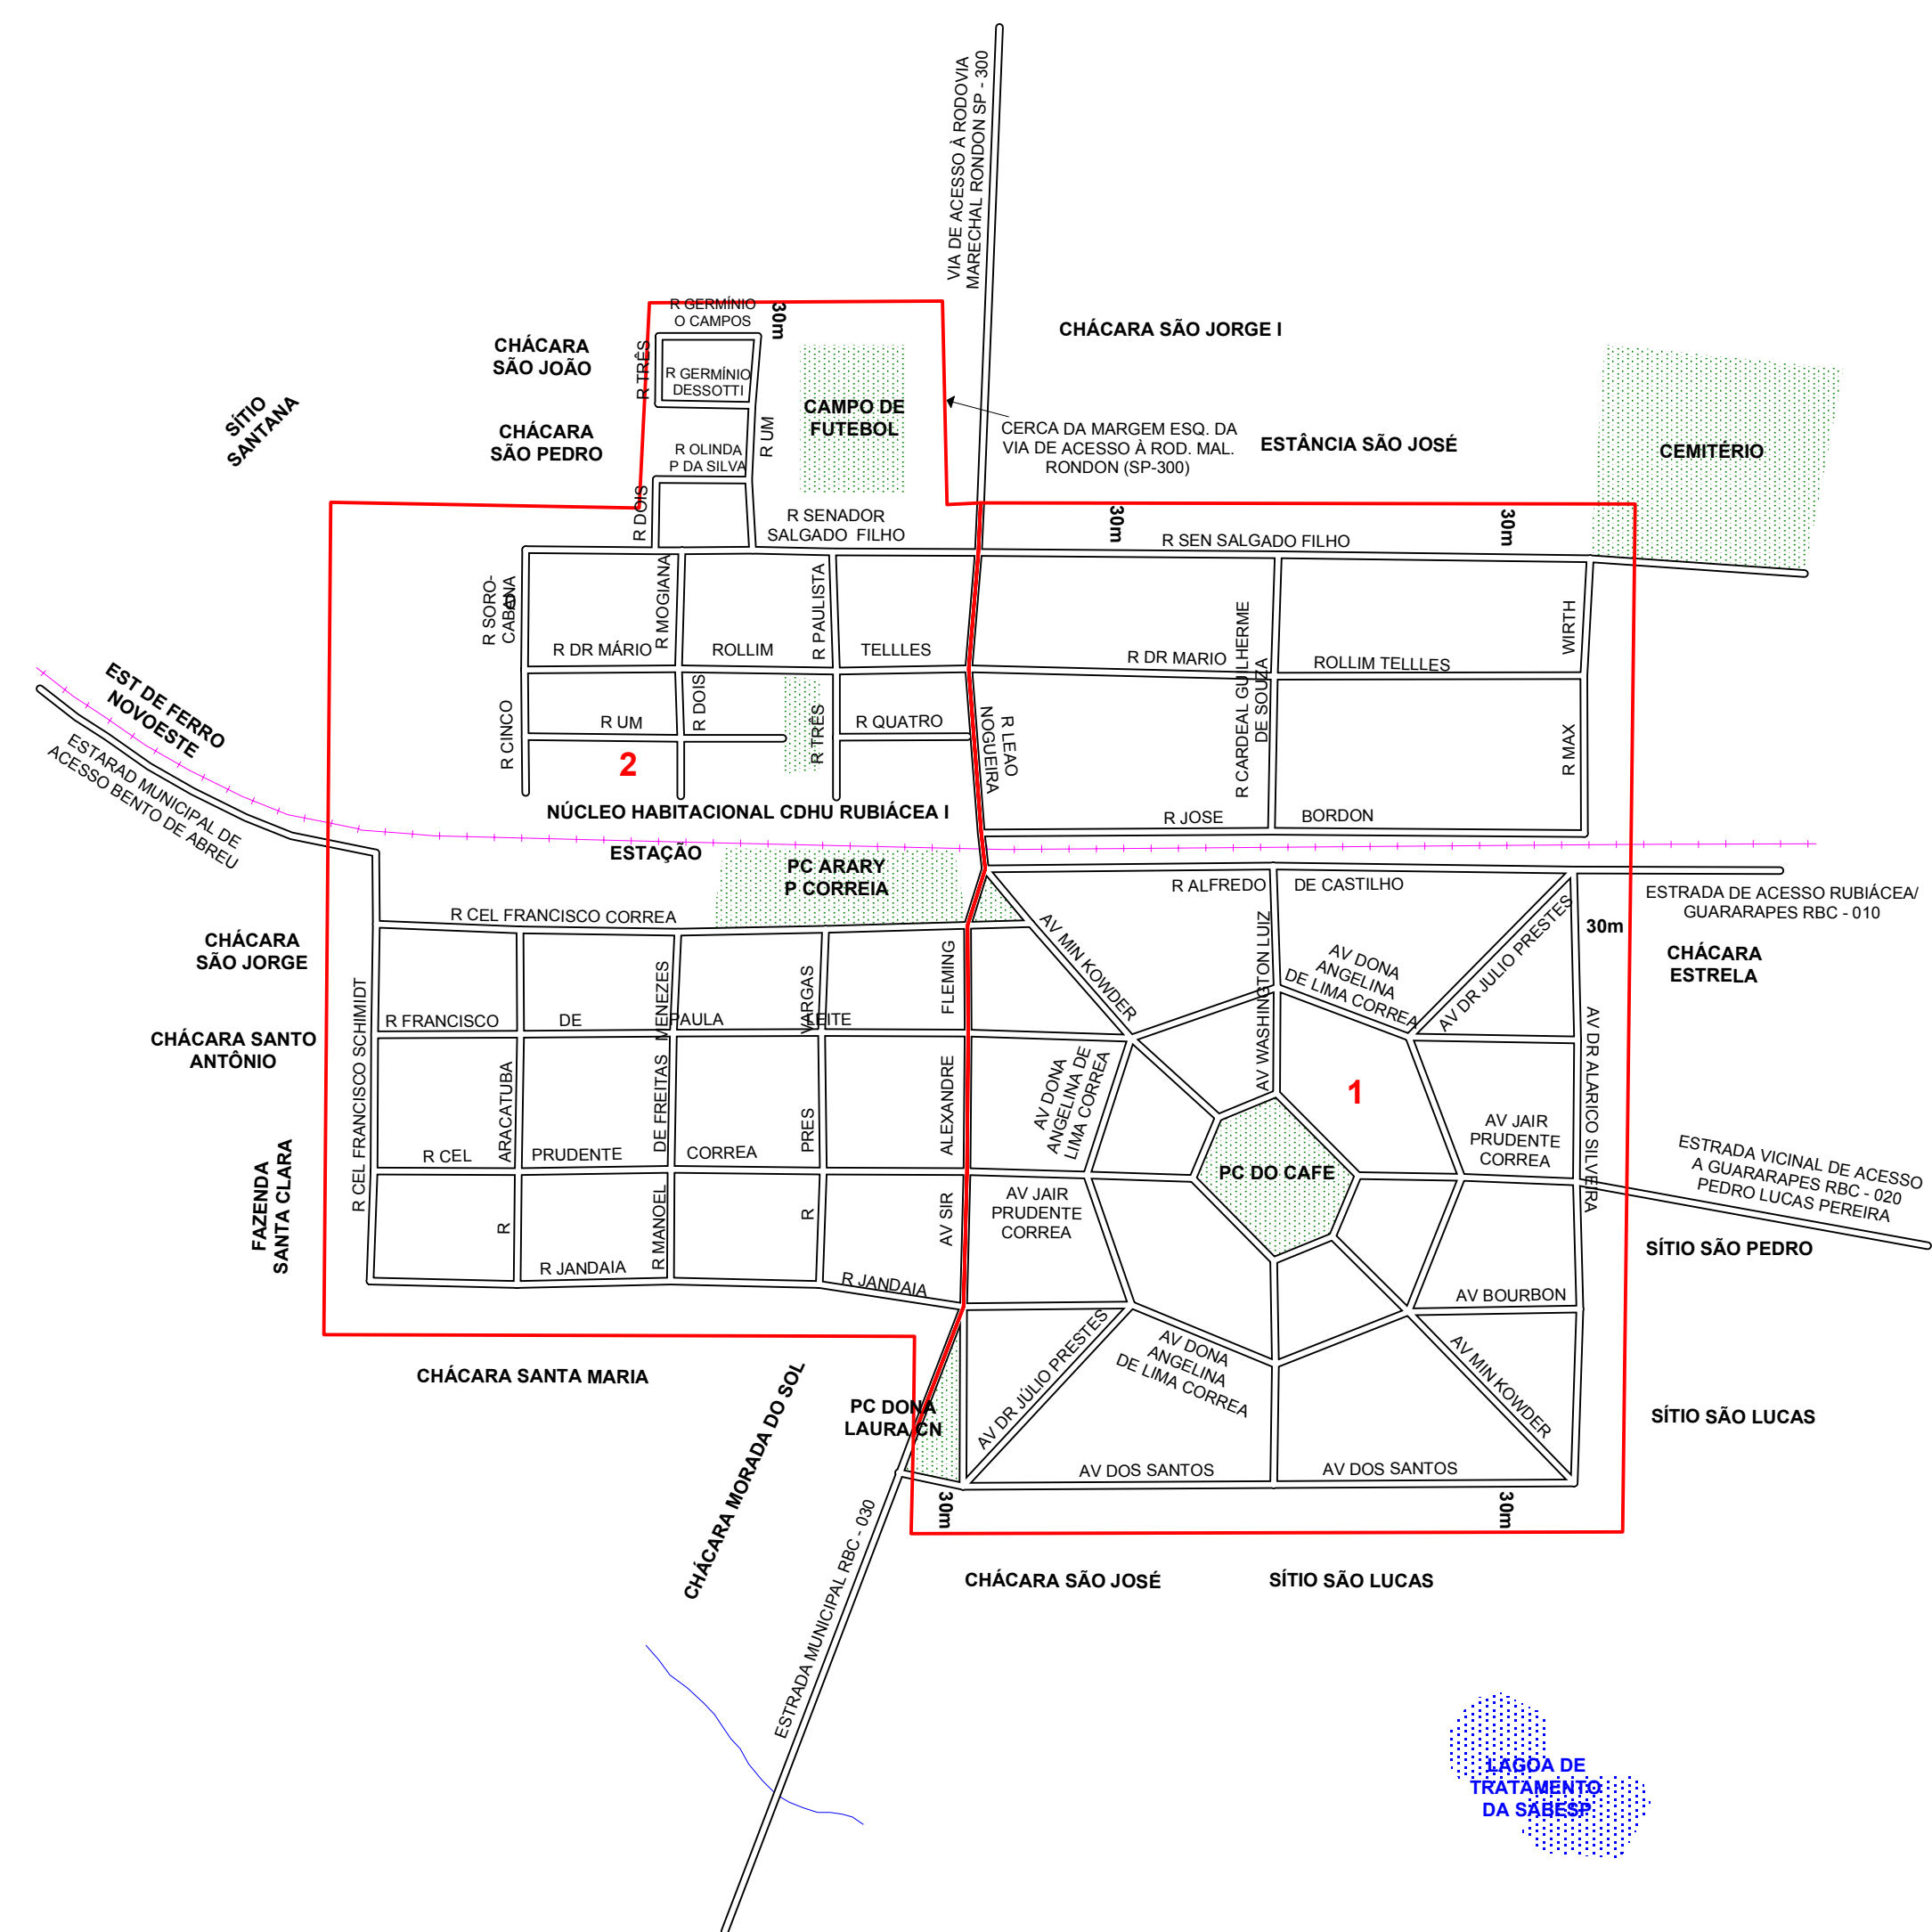 VIA DE ACESSO À RODOVIA
MARECHAL RONDON SP - 300
R GERMÍNIO
O CAMPOS
30m
CHÁCARA SÃO JORGE I
CHÁCARA
SÃO JOÃO
R TRÊS
R GERMÍNIO
DESSOTTI
SÍTIO
SANTANA
CAMPO DE
FUTEBOL
CHÁCARA
SÃO PEDRO
R UM
CERCA DA MARGEM ESQ. DA
VIA DE ACESSO À ROD. MAL.
RONDON (SP-300)
ESTÂNCIA SÃO JOSÉ
CEMITÉRIO
R OLINDA
P DA SILVA
R DOIS
R SENADOR
SALGADO FILHO
30m
30m
R SEN SALGADO FILHO
R SORO-
CABANA
R MOGIANA
R PAULISTA
R DR MÁRIO
ROLLIM
TELLLES
R DR MARIO
ROLLIM TELLLES
R CARDEAL GUILHERME
DE SOUZA
WIRTH
R MAX
EST DE FERRO
NOVOESTE
ESTARAD MUNICIPAL DE
ACESSO BENTO DE ABREU
R CINCO
R UM
R DOIS
R TRÊS
R QUATRO
R LEAO
NOGUEIRA
2
NÚCLEO HABITACIONAL CDHU RUBIÁCEA I
R JOSE
BORDON
ESTAÇÃO
PC ARARY
P CORREIA
R ALFREDO
DE CASTILHO
ESTRADA DE ACESSO RUBIÁCEA/
GUARARAPES RBC - 010
R CEL FRANCISCO CORREA
30m
CHÁCARA
SÃO JORGE
CHÁCARA
ESTRELA
AV MIN KOWDER
AV WASHINGTON LUZ
AV DONA
ANGELINA
DE LIMA CORREA
AV DR JULIO PRESTES
R CEL FRANCISCO SCHIMIDT
R FRANCISCO
DE
PAULA
LEITE
CHÁCARA SANTO
ANTÔNIO
R
ARACATUBA
R MANOEL
DE FREITAS
MENEZES
R
PRES
VARGAS
AV SIR
ALEXANDRE
FLEMING
AV DONA
ANGELINA DE
LIMA CORREA
1
AV DR ALARICO SILVEIRA
AV JAIR
PRUDENTE
CORREA
R CEL
PRUDENTE
CORREA
PC DO CAFE
ESTRADA VICINAL DE ACESSO
A GUARARAPES RBC - 020
PEDRO LUCAS PEREIRA
FAZENDA
SANTA CLARA
AV JAIR
PRUDENTE
CORREA
SÍTIO SÃO PEDRO
R JANDAIA
R JANDAIA
AV BOURBON
CHÁCARA SANTA MARIA
CHÁCARA MORADA DO SOL
PC DONA
LAURA CN
AV DR JÚLIO PRESTES
AV DONA
ANGELINA
DE LIMA CORREA
AV MIN KOWDER
SÍTIO SÃO LUCAS
AV DOS SANTOS
AV DOS SANTOS
30m
30m
ESTRADA MUNICIPAL RBC - 030
CHÁCARA SÃO JOSÉ
SÍTIO SÃO LUCAS
LAGOA DE
TRATAMENTO
DA SABESP